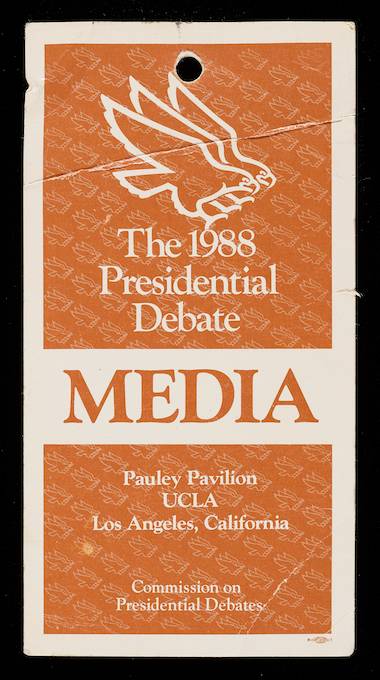 The 1988
Presidential
Debate
MEDIA
Pauley Pavilion
UCLA
Los Angeles, California
Commission on
Presidential Debates